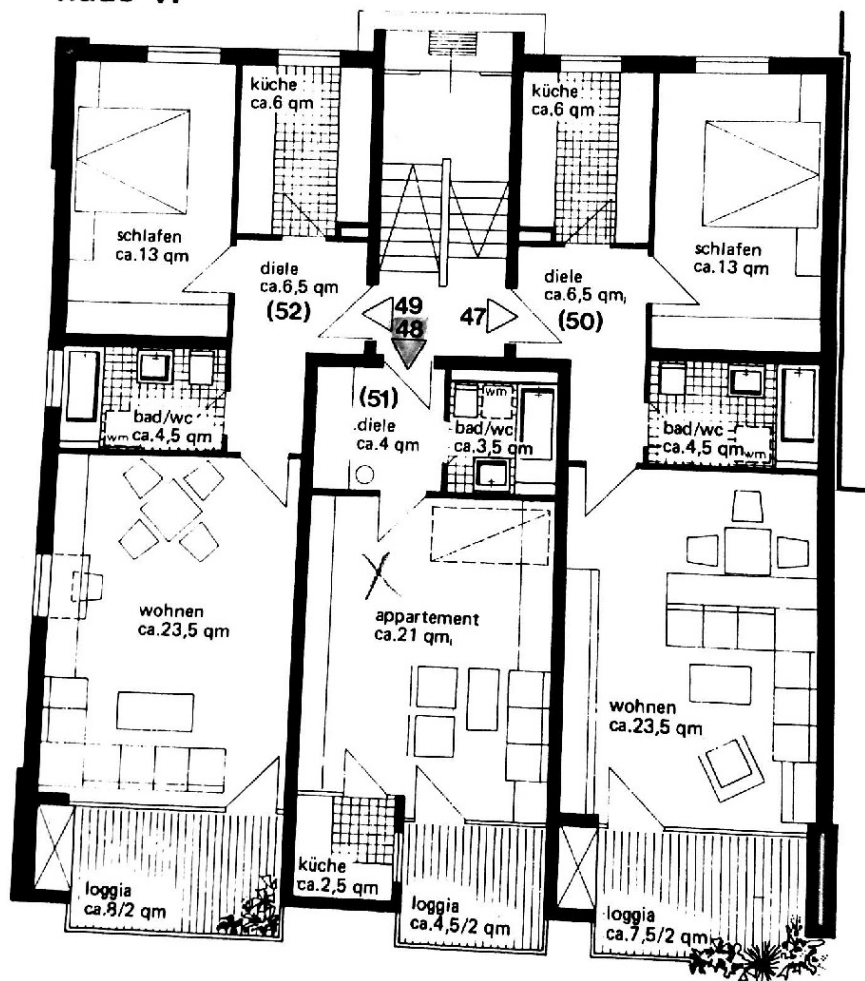 küche
ca.6 qm
küche
ca.6 qm
schlafen
ca.13 qm
schlafen
ca.13 qm
diele
ca.6,5 qm
(52)
49
48
47
diele
ca.6,5 qm
(50)
bad/wc
ca.4,5 qm
wm
(51)
diele
ca.4 qm
wm
bad/wc
ca.3,5 qm
bad/wc
ca.4,5 qm
wm
wohnen
ca.23,5 qm
appartement
ca.21 qm
wohnen
ca.23,5 qm
loggia
ca.8/2 qm
küche
ca.2,5 qm
loggia
ca.4,5/2 qm
loggia
ca.7,5/2 qm